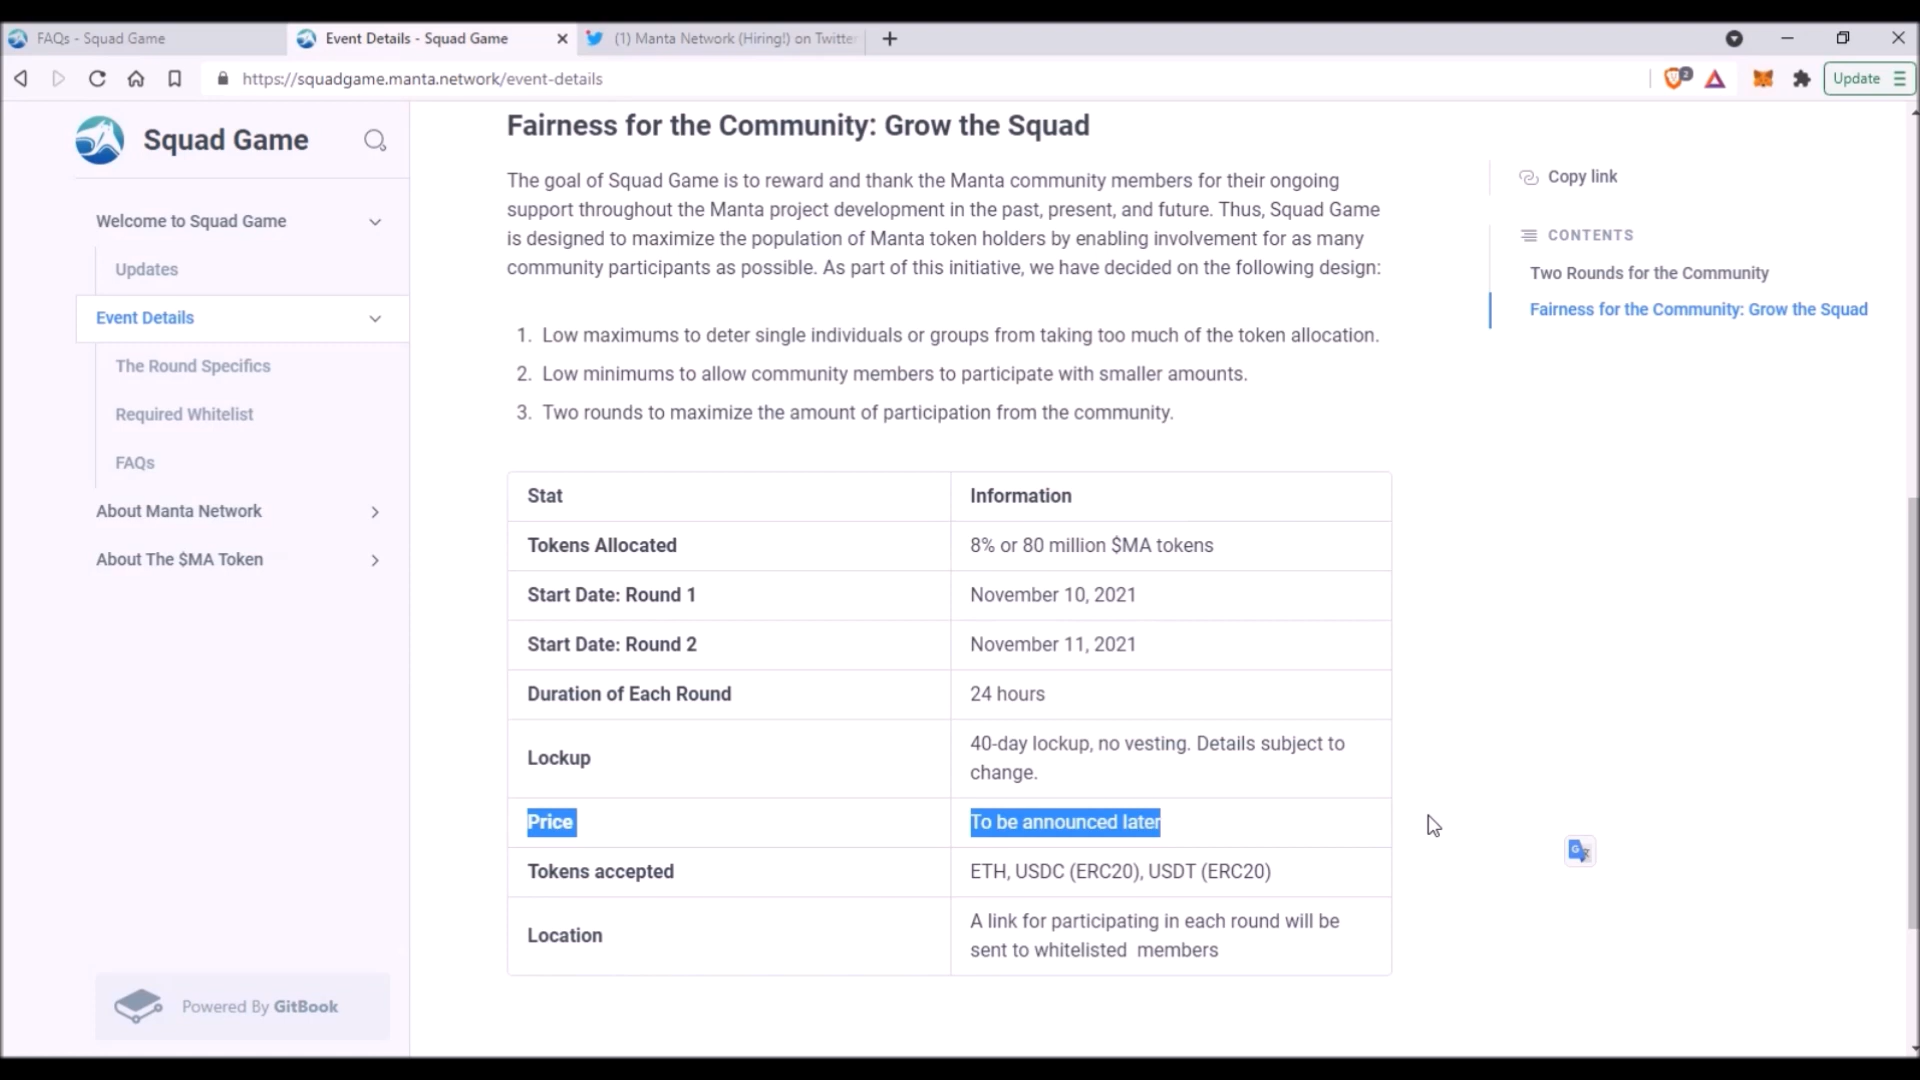 FAQs - Squad Game
Event Details - Squad Game
(1) Manta Network (Hiring!) on Twitte
https://squadgame.manta.network/event-details
2
Update
Squad Game
Welcome to Squad Game
Updates
Event Details
The Round Specifics
Required Whitelist
FAQs
About Manta Network
About The $MA Token
Powered By GitBook
Fairness for the Community: Grow the Squad
The goal of Squad Game is to reward and thank the Manta community members for their ongoing
support throughout the Manta project development in the past, present, and future. Thus, Squad Game
is designed to maximize the population of Manta token holders by enabling involvement for as many
community participants as possible. As part of this initiative, we have decided on the following design:
1. Low maximums to deter single individuals or groups from taking too much of the token allocation.
2. Low minimums to allow community members to participate with smaller amounts.
3. Two rounds to maximize the amount of participation from the community.
Stat Information
Tokens Allocated 8% or 80 million $MA tokens
Start Date: Round 1 November 10, 2021
Start Date: Round 2 November 11, 2021
Duration of Each Round 24 hours
Lockup 40-day lockup, no vesting. Details subject to
change.
Price To be announced later
Tokens accepted ETH, USDC (ERC20), USDT (ERC20)
Location A link for participating in each round will be
sent to whitelisted members
Copy link
CONTENTS
Two Rounds for the Community
Fairness for the Community: Grow the Squad
G